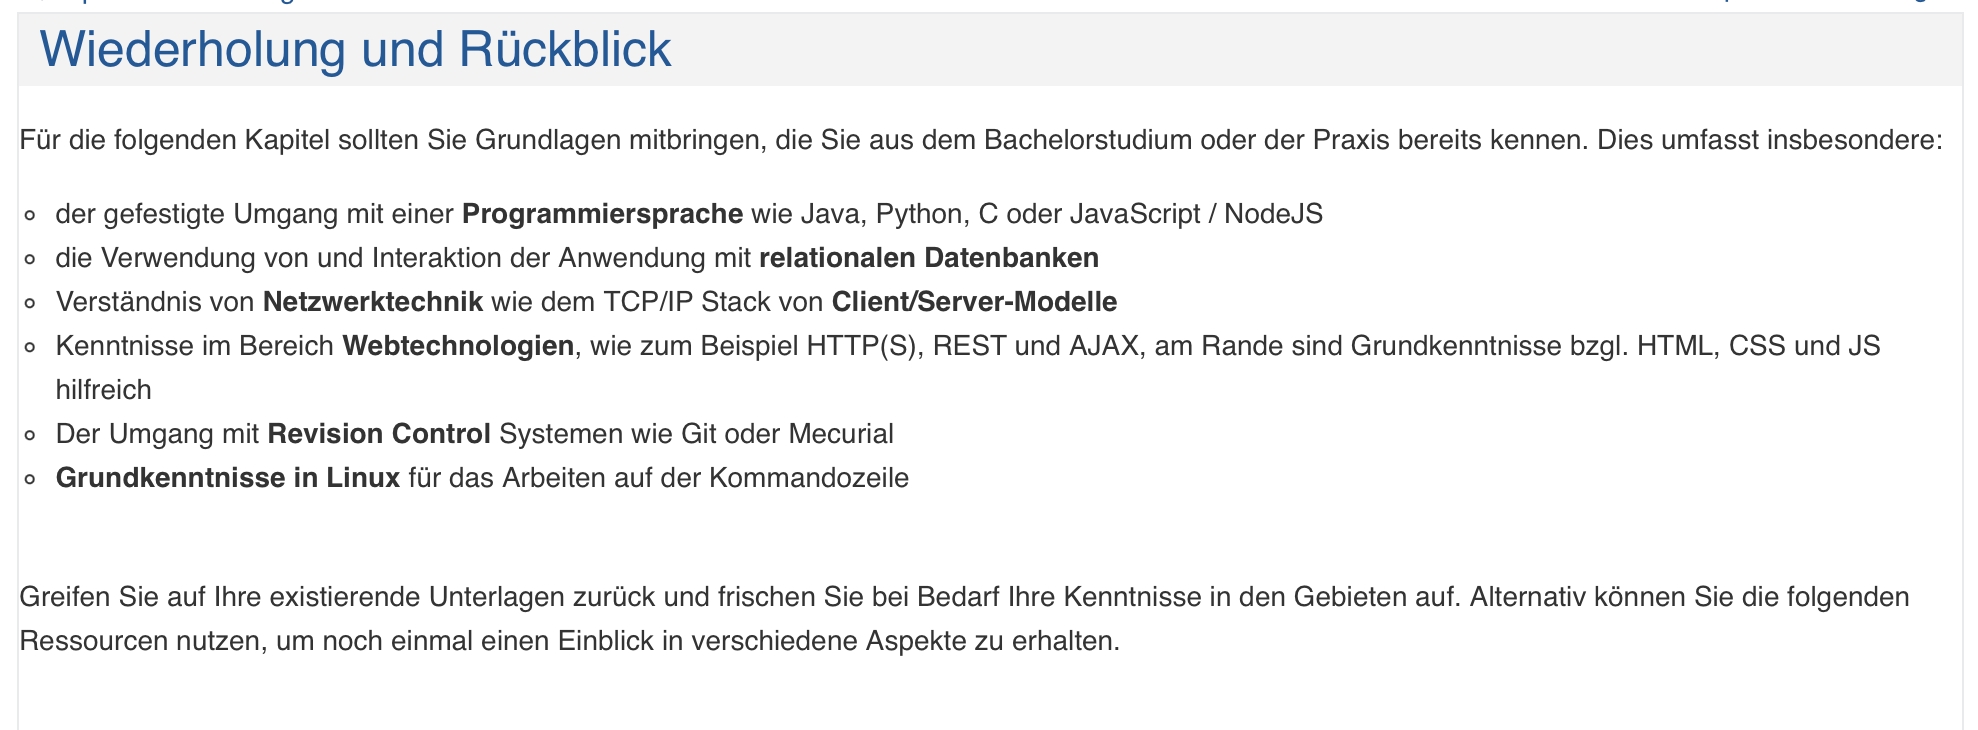 Wiederholung und Rückblick
Für die folgenden Kapitel sollten Sie Grundlagen mitbringen, die Sie aus dem Bachelorstudium oder der Praxis bereits kennen. Dies umfasst insbesondere:
der gefestigte Umgang mit einer Programmiersprache wie Java, Python, C oder JavaScript / NodeJS
die Verwendung von und Interaktion der Anwendung mit relationalen Datenbanken
Verständnis von Netzwerktechnik wie dem TCP/IP Stack von Client/Server-Modelle
Kenntnisse im Bereich Webtechnologien, wie zum Beispiel HTTP(S), REST und AJAX, am Rande sind Grundkenntnisse bzgl. HTML, CSS und JS
hilfreich
Der Umgang mit Revision Control Systemen wie Git oder Mecurial
Grundkenntnisse in Linux für das Arbeiten auf der Kommandozeile
Greifen Sie auf Ihre existierende Unterlagen zurück und frischen Sie bei Bedarf Ihre Kenntnisse in den Gebieten auf. Alternativ können Sie die folgenden
Ressourcen nutzen, um noch einmal einen Einblick in verschiedene Aspekte zu erhalten.